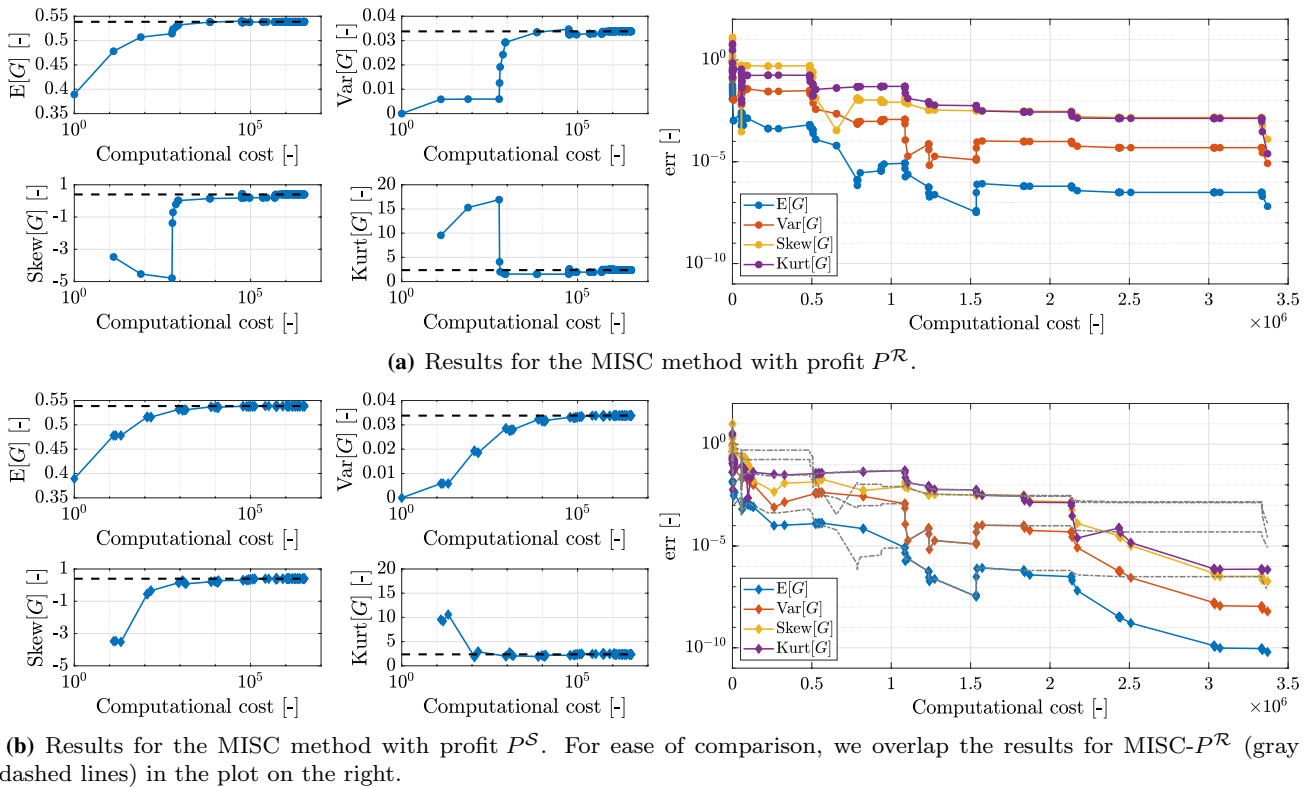 E[G] [-]
0.55
0.45
0.35
10^0
10^5
Computational cost [-]
Var[G] [-]
0.04
0.03
0.02
0.01
0
10^0
10^5
Computational cost [-]
Skew[G] [-]
1
-1
-3
-5
10^0
10^5
Computational cost [-]
Kurt[G] [-]
20
15
10
5
0
10^0
10^5
Computational cost [-]
err [-]
10^0
10^-5
10^-10
E[G]
Var[G]
Skew[G]
Kurt[G]
0 0.5 1 1.5 2 2.5 3 3.5
Computational cost [-]
×10^6
(a) Results for the MISC method with profit P^R.
E[G] [-]
0.55
0.45
0.35
10^0
10^5
Computational cost [-]
Var[G] [-]
0.04
0.03
0.02
0.01
0
10^0
10^5
Computational cost [-]
Skew[G] [-]
1
-1
-3
-5
10^0
10^5
Computational cost [-]
Kurt[G] [-]
20
15
10
5
0
10^0
10^5
Computational cost [-]
err [-]
10^0
10^-5
10^-10
E[G]
Var[G]
Skew[G]
Kurt[G]
0 0.5 1 1.5 2 2.5 3 3.5
Computational cost [-]
×10^6
(b) Results for the MISC method with profit P^S. For ease of comparison, we overlap the results for MISC-P^R (gray
dashed lines) in the plot on the right.